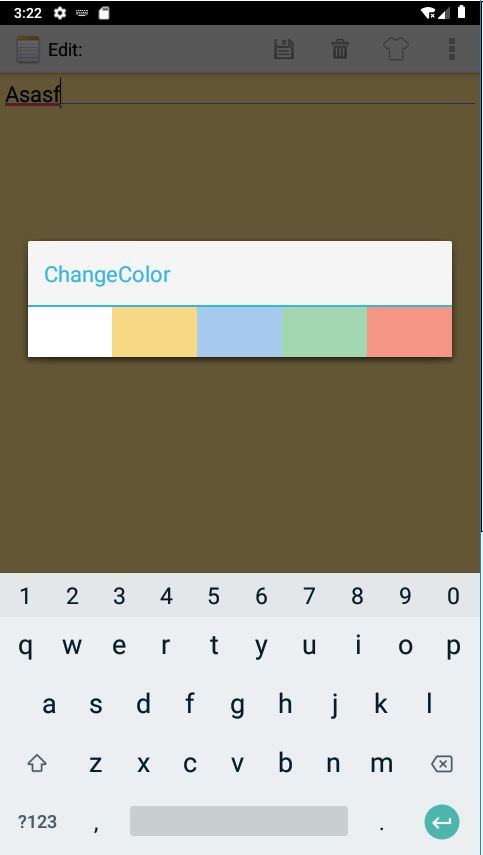 3:22
Edit:
Asasf
ChangeColor
1 2 3 4 5 6 7 8 9 0
q w e r t y u i o p
a s d f g h j k l
z x c v b n m
?123 , .